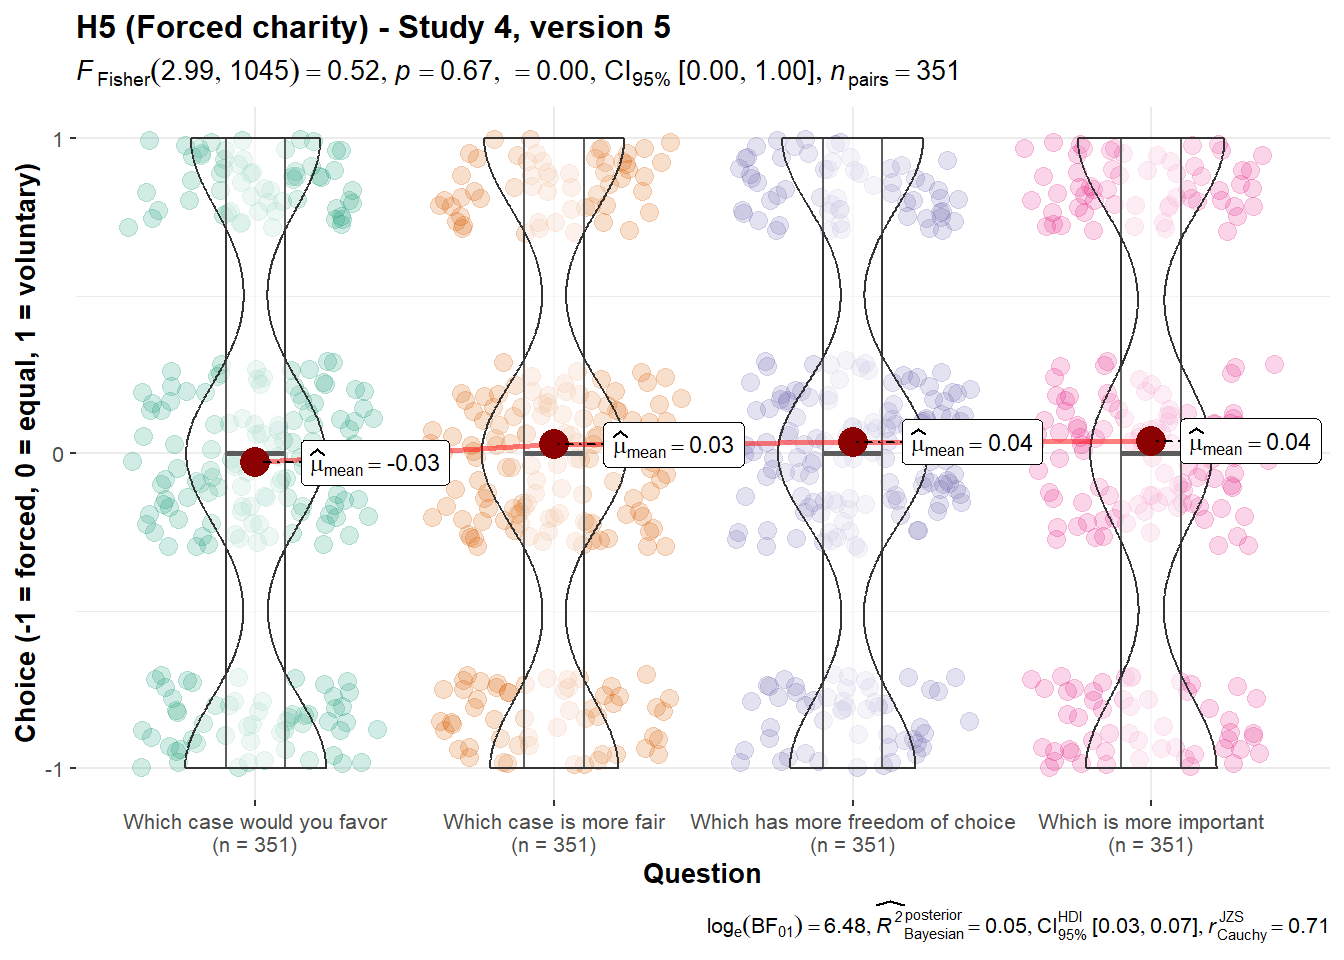 H5 (Forced charity) - Study 4, version 5
F Fisher(2.99, 1045) = 0.52, p = 0.67, = 0.00, CI95% [0.00, 1.00], n pairs = 351
Choice (-1 = forced, 0 = equal, 1 = voluntary)
1
0
-1
μ̂mean = -0.03
μ̂mean = 0.03
μ̂mean = 0.04
μ̂mean = 0.04
Which case would you favor
(n = 351)
Which case is more fair
(n = 351)
Which has more freedom of choice
(n = 351)
Which is more important
(n = 351)
Question
loge(BF01) = 6.48, R̂² posterior Bayesian = 0.05, CI HDI 95% [0.03, 0.07], r JZS Cauchy = 0.71